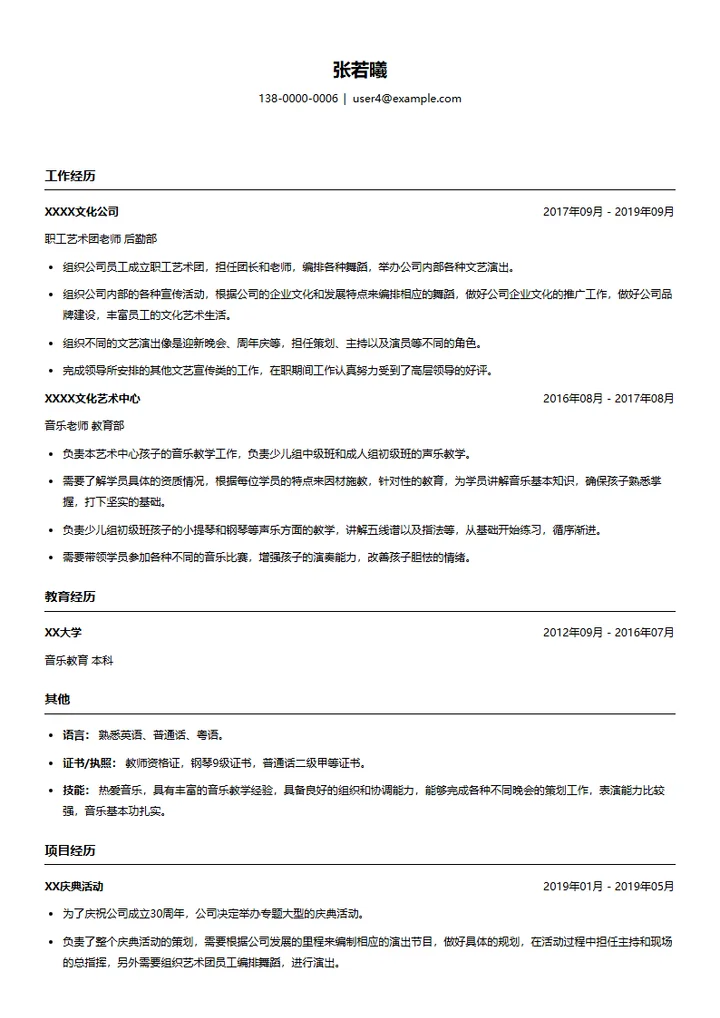 张若曦
138-0000-0006 | user4@example.com
工作经历
XXXX文化公司 2017年09月 - 2019年09月
职工艺术团老师 后勤部
• 组织公司员工成立职工艺术团，担任团长和老师，编排各种舞蹈，举办公司内部各种文艺演出。
• 组织公司内部的各种宣传活动，根据公司的企业文化和发展特点来编排相应的舞蹈，做好公司企业文化的推广工作，做好公司品
牌建设，丰富员工的文化艺术生活。
• 组织不同的文艺演出像是迎新晚会、周年庆等，担任策划、主持以及演员等不同的角色。
• 完成领导所安排的其他文艺宣传类的工作，在职期间工作认真努力受到了高层领导的好评。
XXXX文化艺术中心 2016年08月 - 2017年08月
音乐老师 教育部
• 负责本艺术中心孩子的音乐教学工作，负责少儿组中级班和成人组初级班的声乐教学。
• 需要了解学员具体的资质情况，根据每位学员的特点来因材施教，针对性的教育，为学员讲解音乐基本知识，确保孩子熟悉掌
握，打下坚实的基础。
• 负责少儿组初级班孩子的小提琴和钢琴等声乐方面的教学，讲解五线谱以及指法等，从基础开始练习，循序渐进。
• 需要带领学员参加各种不同的音乐比赛，增强孩子的演奏能力，改善孩子胆怯的情绪。
教育经历
XX大学 2012年09月 - 2016年07月
音乐教育 本科
其他
• 语言： 熟悉英语、普通话、粤语。
• 证书/执照： 教师资格证，钢琴9级证书，普通话二级甲等证书。
• 技能： 热爱音乐，具有丰富的音乐教学经验，具备良好的组织和协调能力，能够完成各种不同晚会的策划工作，表演能力比较
强，音乐基本功扎实。
项目经历
XX庆典活动 2019年01月 - 2019年05月
• 为了庆祝公司成立30周年，公司决定举办专题大型的庆典活动。
• 负责了整个庆典活动的策划，需要根据公司发展的里程来编制相应的演出节目，做好具体的规划，在活动过程中担任主持和现场
的总指挥，另外需要组织艺术团员工编排舞蹈，进行演出。